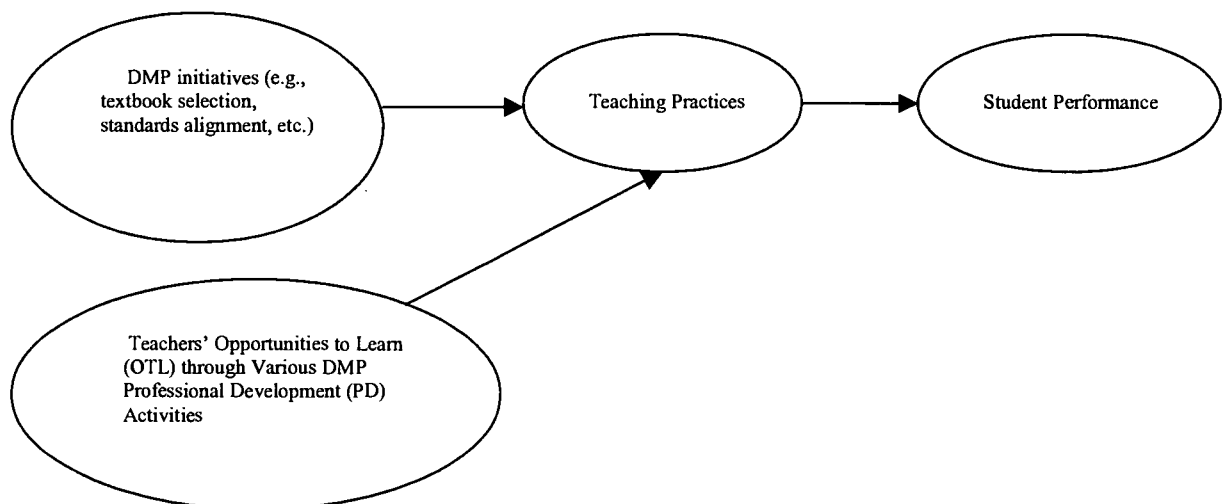 DMP initiatives (e.g.,
textbook selection,
standards alignment, etc.)
Teaching Practices
Student Performance
Teachers’ Opportunities to Learn
(OTL) through Various DMP
Professional Development (PD)
Activities